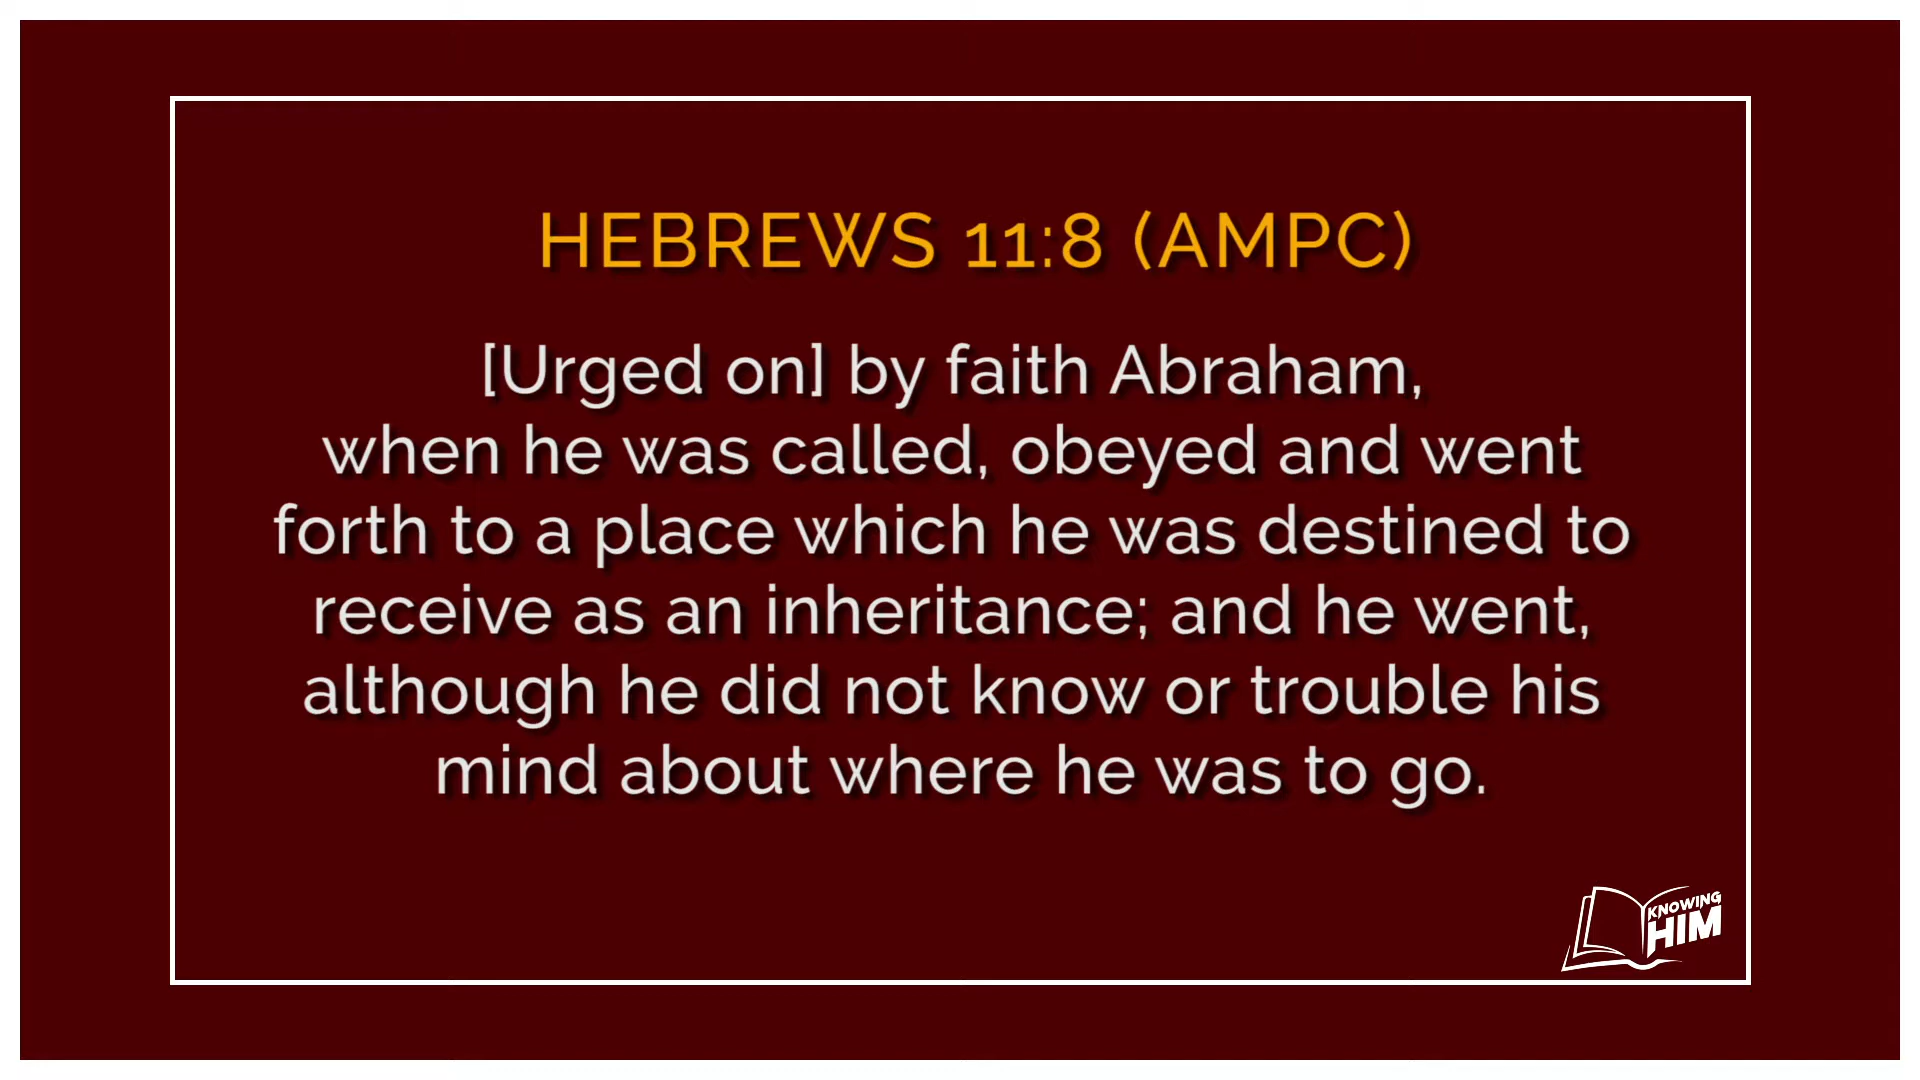 HEBREWS 11:8 (AMPC)
[Urged on] by faith Abraham,
when he was called, obeyed and went
forth to a place which he was destined to
receive as an inheritance; and he went,
although he did not know or trouble his
mind about where he was to go.
KNOWING
HIM